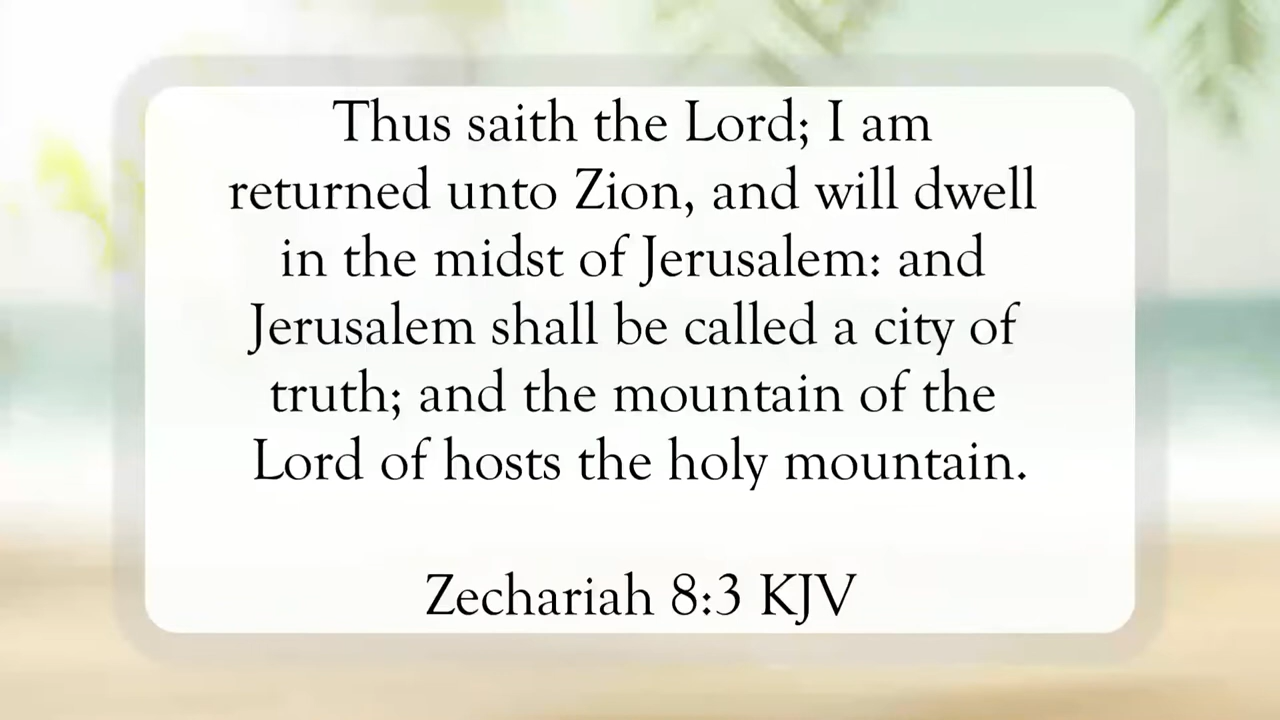 Thus saith the Lord; I am
returned unto Zion, and will dwell
in the midst of Jerusalem: and
Jerusalem shall be called a city of
truth; and the mountain of the
Lord of hosts the holy mountain.
Zechariah 8:3 KJV